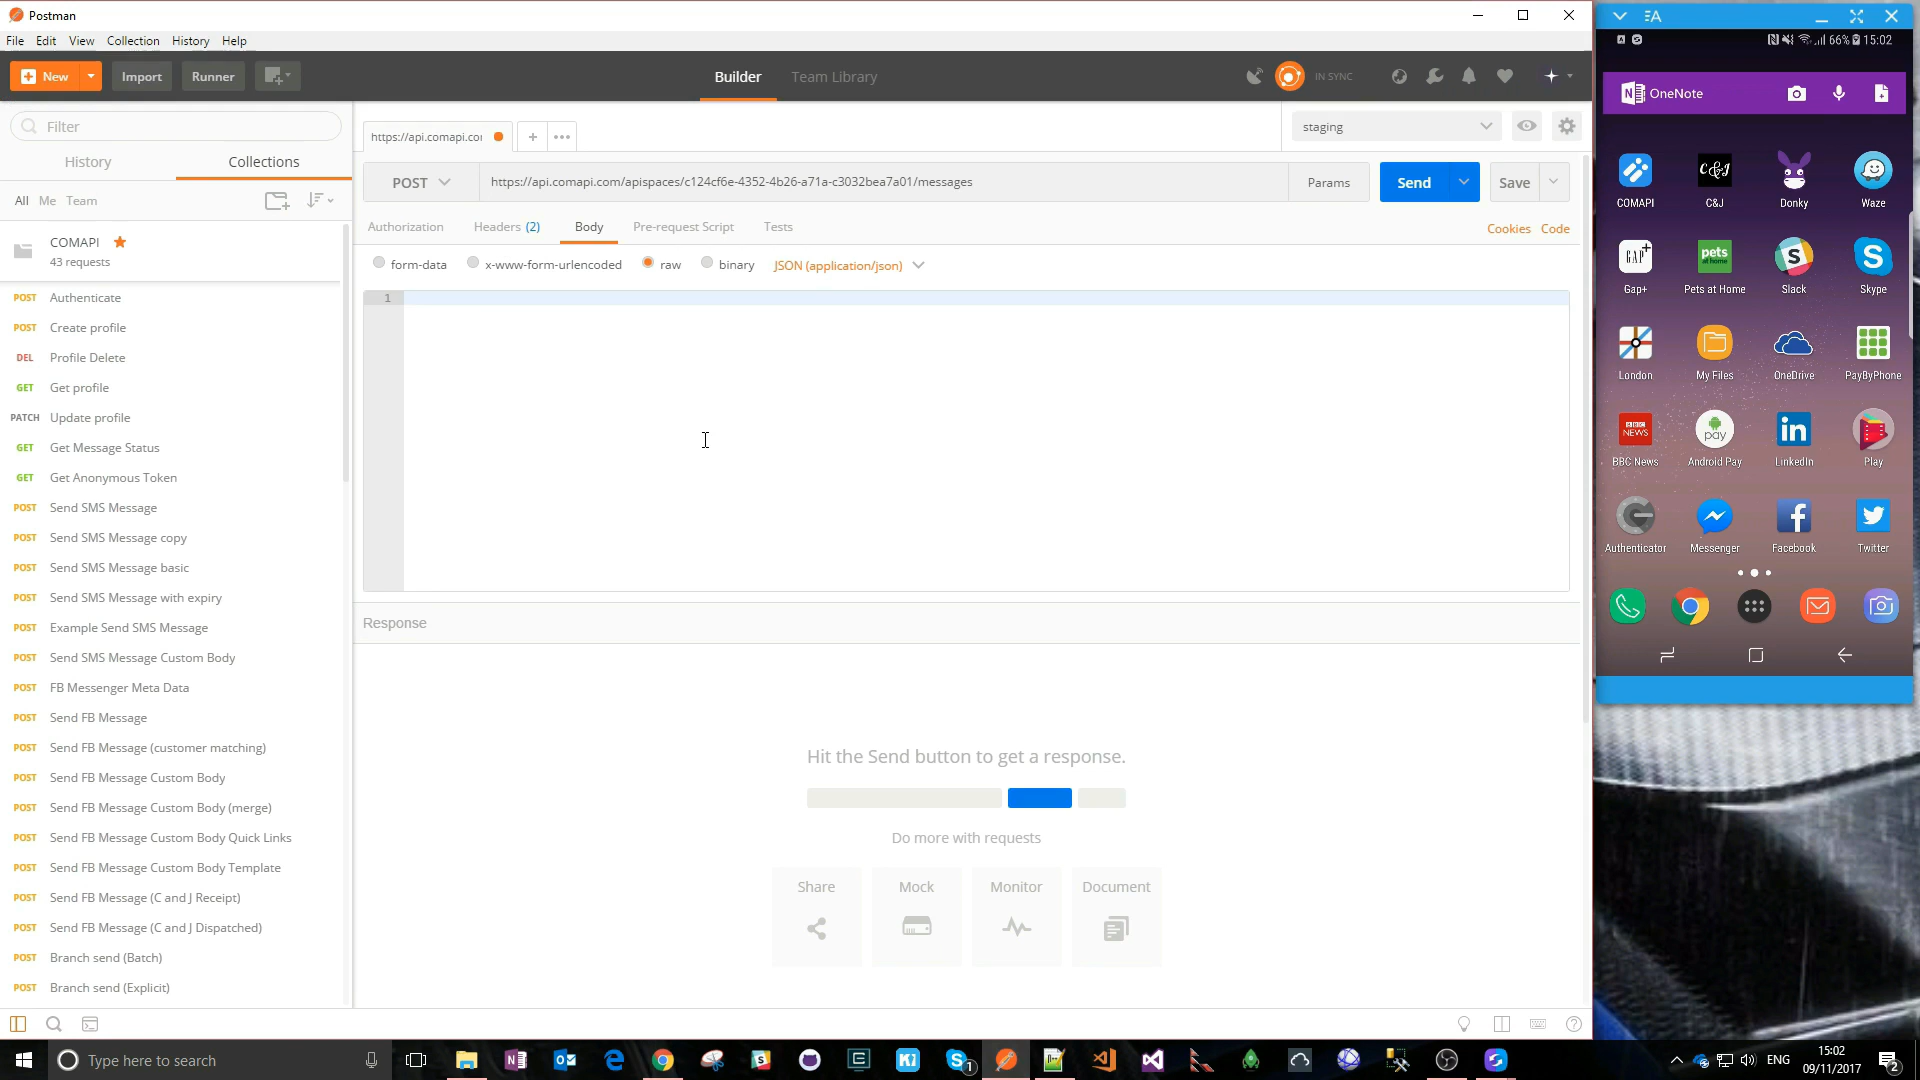 Postman
File Edit View Collection History Help
New Import Runner
Builder Team Library
IN SYNC
Filter
History Collections
All Me Team
COMAPI
43 requests
POST Authenticate
POST Create profile
DEL Profile Delete
GET Get profile
PATCH Update profile
GET Get Message Status
GET Get Anonymous Token
POST Send SMS Message
POST Send SMS Message copy
POST Send SMS Message basic
POST Send SMS Message with expiry
POST Example Send SMS Message
POST Send SMS Message Custom Body
POST FB Messenger Meta Data
POST Send FB Message
POST Send FB Message (customer matching)
POST Send FB Message Custom Body
POST Send FB Message Custom Body (merge)
POST Send FB Message Custom Body Quick Links
POST Send FB Message Custom Body Template
POST Send FB Message (C and J Receipt)
POST Send FB Message (C and J Dispatched)
POST Branch send (Batch)
POST Branch send (Explicit)
https://api.comapi.co
staging
POST https://api.comapi.com/apispaces/c124cf6e-4352-4b26-a71a-c3032bea7a01/messages Params Send Save
Authorization Headers (2) Body Pre-request Script Tests Cookies Code
form-data x-www-form-urlencoded raw binary JSON (application/json)
1
Response
Hit the Send button to get a response.
Do more with requests
Share Mock Monitor Document
66% 15:02
OneNote
C&J
COMAPI C&J Donky Waze
GAP+
pets at home
Gap+ Pets at Home Slack Skype
London My Files OneDrive PayByPhone
BBC NEWS
pay
in
BBC News Android Pay LinkedIn Play
Authenticator Messenger Facebook Twitter
Type here to search
1
ENG
15:02
09/11/2017
2